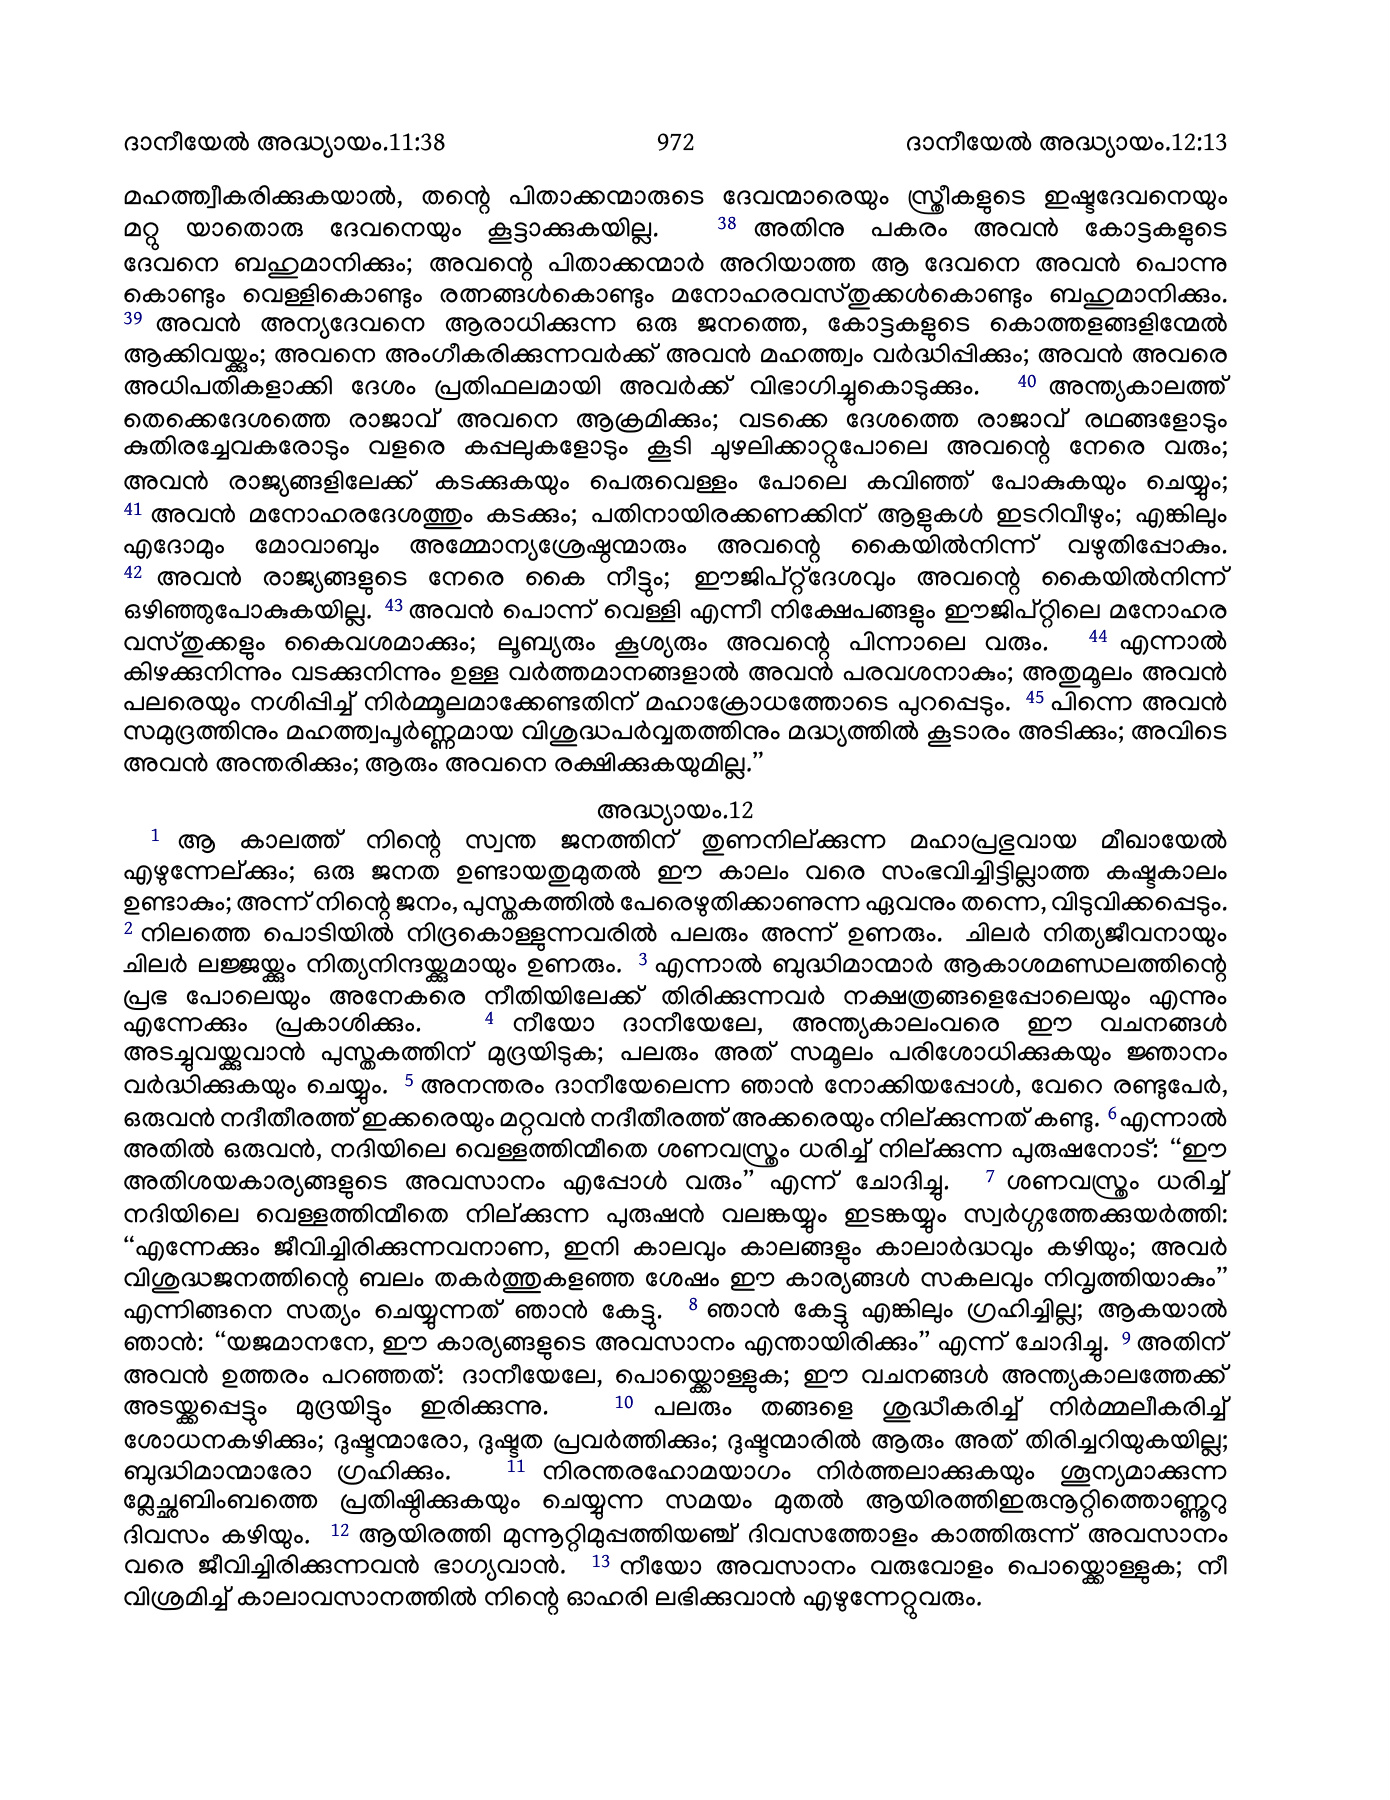 ദാനീയേൽ അദ്ധ്യായം.11:38 972 ദാനീയേൽ അദ്ധ്യായം.12:13
മഹത്ത്വീകരിക്കുകയാൽ, തന്റെ പിതാക്കന്മാരുടെ ദേവന്മാരെയും സ്ത്രീകളുടെ ഇഷ്ടദേവനെയും
മറ്റു യാതൊരു ദേവനെയും കൂട്ടാക്കുകയില്ല. 38 അതിനു പകരം അവൻ കോട്ടകളുടെ
ദേവനെ ബഹുമാനിക്കും; അവന്റെ പിതാക്കന്മാർ അറിയാത്ത ആ ദേവനെ അവൻ പൊന്നു
കൊണ്ടും വെള്ളികൊണ്ടും രത്നങ്ങൾകൊണ്ടും മനോഹരവസ്തുക്കൾകൊണ്ടും ബഹുമാനിക്കും.
39 അവൻ അന്യദേവനെ ആരാധിക്കുന്ന ഒരു ജനത്തെ, കോട്ടകളുടെ കൊത്തളങ്ങളിന്മേൽ
ആക്കിവയ്ക്കും; അവനെ അംഗീകരിക്കുന്നവർക്ക് അവൻ മഹത്ത്വം വർദ്ധിപ്പിക്കും; അവൻ അവരെ
അധിപതികളാക്കി ദേശം പ്രതിഫലമായി അവർക്ക് വിഭാഗിച്ചുകൊടുക്കും. 40 അന്ത്യകാലത്ത്
തെക്കെദേശത്തെ രാജാവ് അവനെ ആക്രമിക്കും; വടക്കെ ദേശത്തെ രാജാവ് രഥങ്ങളോടും
കുതിരച്ചേവകരോടും വളരെ കപ്പലുകളോടും കൂടി ചുഴലിക്കാറ്റുപോലെ അവന്റെ നേരെ വരും;
അവൻ രാജ്യങ്ങളിലേക്ക് കടക്കുകയും പെരുവെള്ളം പോലെ കവിഞ്ഞ് പോകുകയും ചെയ്യും;
41 അവൻ മനോഹരദേശത്തും കടക്കും; പതിനായിരക്കണക്കിന് ആളുകൾ ഇടറിവീഴും; എങ്കിലും
എദോമും മോവാബും അമ്മോന്യശ്രേഷ്ഠന്മാരും അവന്റെ കൈയിൽനിന്ന് വഴുതിപ്പോകും.
42 അവൻ രാജ്യങ്ങളുടെ നേരെ കൈ നീട്ടും; ഈജിപ്റ്റ്ദേശവും അവന്റെ കൈയിൽനിന്ന്
ഒഴിഞ്ഞുപോകുകയില്ല. 43 അവൻ പൊന്ന് വെള്ളി എന്നീ നിക്ഷേപങ്ങളും ഈജിപ്റ്റിലെ മനോഹര
വസ്തുക്കളും കൈവശമാക്കും; ലൂബ്യരും കൂശ്യരും അവന്റെ പിന്നാലെ വരും. 44 എന്നാൽ
കിഴക്കുനിന്നും വടക്കുനിന്നും ഉള്ള വർത്തമാനങ്ങളാൽ അവൻ പരവശനാകും; അതുമൂലം അവൻ
പലരെയും നശിപ്പിച്ച് നിർമ്മൂലമാക്കേണ്ടതിന് മഹാക്രോധത്തോടെ പുറപ്പെടും. 45 പിന്നെ അവൻ
സമുദ്രത്തിനും മഹത്ത്വപൂർണ്ണമായ വിശുദ്ധപർവ്വതത്തിനും മദ്ധ്യത്തിൽ കൂടാരം അടിക്കും; അവിടെ
അവൻ അന്തരിക്കും; ആരും അവനെ രക്ഷിക്കുകയുമില്ല.”
അദ്ധ്യായം.12
1 ആ കാലത്ത് നിന്റെ സ്വന്ത ജനത്തിന് തുണനില്ക്കുന്ന മഹാപ്രഭുവായ മീഖായേൽ
എഴുന്നേല്ക്കും; ഒരു ജനത ഉണ്ടായതുമുതൽ ഈ കാലം വരെ സംഭവിച്ചിട്ടില്ലാത്ത കഷ്ടകാലം
ഉണ്ടാകും; അന്ന് നിന്റെ ജനം, പുസ്തകത്തിൽ പേരെഴുതിക്കാണുന്ന ഏവനും തന്നെ, വിടുവിക്കപ്പെടും.
2 നിലത്തെ പൊടിയിൽ നിദ്രകൊള്ളുന്നവരിൽ പലരും അന്ന് ഉണരും. ചിലർ നിത്യജീവനായും
ചിലർ ലജ്ജയ്ക്കും നിത്യനിന്ദയ്ക്കുമായും ഉണരും. 3 എന്നാൽ ബുദ്ധിമാന്മാർ ആകാശമണ്ഡലത്തിന്റെ
പ്രഭ പോലെയും അനേകരെ നീതിയിലേക്ക് തിരിക്കുന്നവർ നക്ഷത്രങ്ങളെപ്പോലെയും എന്നും
എന്നേക്കും പ്രകാശിക്കും. 4 നീയോ ദാനീയേലേ, അന്ത്യകാലംവരെ ഈ വചനങ്ങൾ
അടച്ചുവയ്ക്കുവാൻ പുസ്തകത്തിന് മുദ്രയിടുക; പലരും അത് സമൂലം പരിശോധിക്കുകയും ജ്ഞാനം
വർദ്ധിക്കുകയും ചെയ്യും. 5 അനന്തരം ദാനീയേലെന്ന ഞാൻ നോക്കിയപ്പോൾ, വേറെ രണ്ടുപേർ,
ഒരുവൻ നദീതീരത്ത് ഇക്കരെയും മറ്റവൻ നദീതീരത്ത് അക്കരെയും നില്ക്കുന്നത് കണ്ടു. 6 എന്നാൽ
അതിൽ ഒരുവൻ, നദിയിലെ വെള്ളത്തിന്മീതെ ശണവസ്ത്രം ധരിച്ച് നില്ക്കുന്ന പുരുഷനോട്: “ഈ
അതിശയകാര്യങ്ങളുടെ അവസാനം എപ്പോൾ വരും” എന്ന് ചോദിച്ചു. 7 ശണവസ്ത്രം ധരിച്ച്
നദിയിലെ വെള്ളത്തിന്മീതെ നില്ക്കുന്ന പുരുഷൻ വലങ്കയ്യും ഇടങ്കയ്യും സ്വർഗ്ഗത്തേക്കുയർത്തി:
“എന്നേക്കും ജീവിച്ചിരിക്കുന്നവനാണ, ഇനി കാലവും കാലങ്ങളും കാലാർദ്ധവും കഴിയും; അവർ
വിശുദ്ധജനത്തിന്റെ ബലം തകർത്തുകളഞ്ഞ ശേഷം ഈ കാര്യങ്ങൾ സകലവും നിവൃത്തിയാകും”
എന്നിങ്ങനെ സത്യം ചെയ്യുന്നത് ഞാൻ കേട്ടു. 8 ഞാൻ കേട്ടു എങ്കിലും ഗ്രഹിച്ചില്ല; ആകയാൽ
ഞാൻ: “യജമാനനേ, ഈ കാര്യങ്ങളുടെ അവസാനം എന്തായിരിക്കും” എന്ന് ചോദിച്ചു. 9 അതിന്
അവൻ ഉത്തരം പറഞ്ഞത്: ദാനീയേലേ, പൊയ്ക്കൊള്ളുക; ഈ വചനങ്ങൾ അന്ത്യകാലത്തേക്ക്
അടയ്ക്കപ്പെട്ടും മുദ്രയിട്ടും ഇരിക്കുന്നു. 10 പലരും തങ്ങളെ ശുദ്ധീകരിച്ച് നിർമ്മലീകരിച്ച്
ശോധനകഴിക്കും; ദുഷ്ടന്മാരോ, ദുഷ്ടത പ്രവർത്തിക്കും; ദുഷ്ടന്മാരിൽ ആരും അത് തിരിച്ചറിയുകയില്ല;
ബുദ്ധിമാന്മാരോ ഗ്രഹിക്കും. 11 നിരന്തരഹോമയാഗം നിർത്തലാക്കുകയും ശൂന്യമാക്കുന്ന
മ്ലേച്ഛബിംബത്തെ പ്രതിഷ്ഠിക്കുകയും ചെയ്യുന്ന സമയം മുതൽ ആയിരത്തിഇരുനൂറ്റിത്തൊണ്ണൂറു
ദിവസം കഴിയും. 12 ആയിരത്തി മുന്നൂറ്റിമുപ്പത്തിയഞ്ച് ദിവസത്തോളം കാത്തിരുന്ന് അവസാനം
വരെ ജീവിച്ചിരിക്കുന്നവൻ ഭാഗ്യവാൻ. 13 നീയോ അവസാനം വരുവോളം പൊയ്ക്കൊള്ളുക; നീ
വിശ്രമിച്ച് കാലാവസാനത്തിൽ നിന്റെ ഓഹരി ലഭിക്കുവാൻ എഴുന്നേറ്റുവരും.